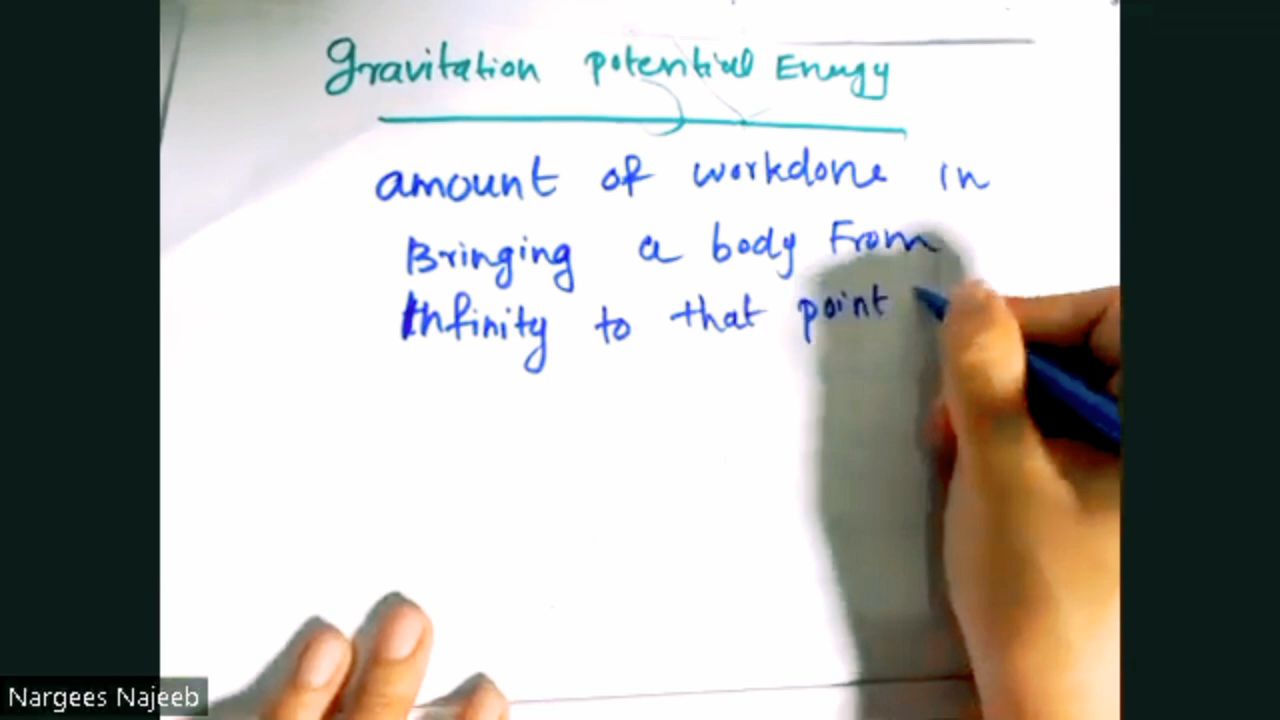 gravitation potential Energy
amount of workdone in
Bringing a body From
Infinity to that point
Nargees Najeeb